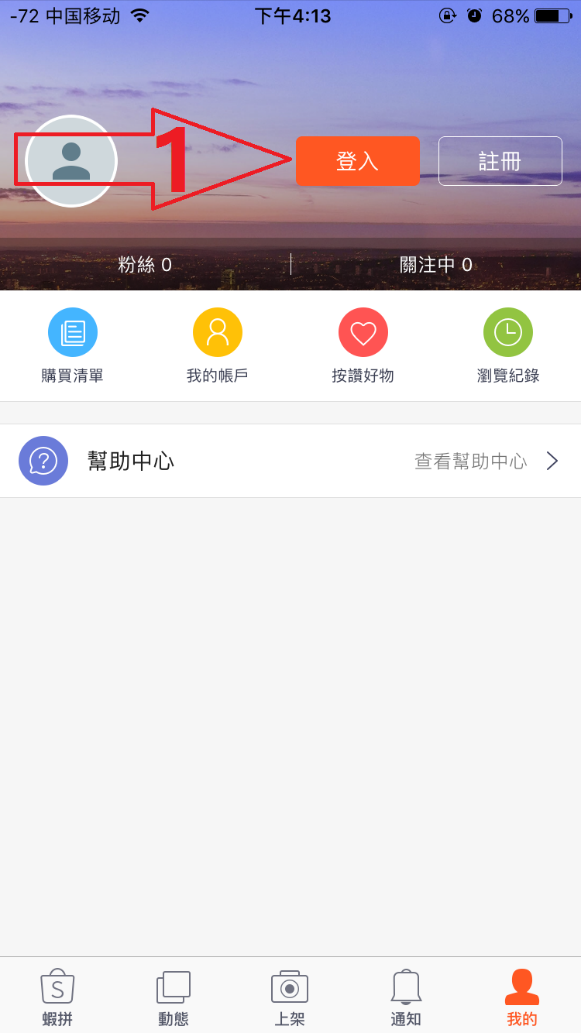 -72 中国移动 下午4:13 68%
1
登入 註冊
粉絲 0 關注中 0
購買清單 我的帳戶 按讚好物 瀏覽紀錄
幫助中心 查看幫助中心
S
蝦拼 動態 上架 通知 我的